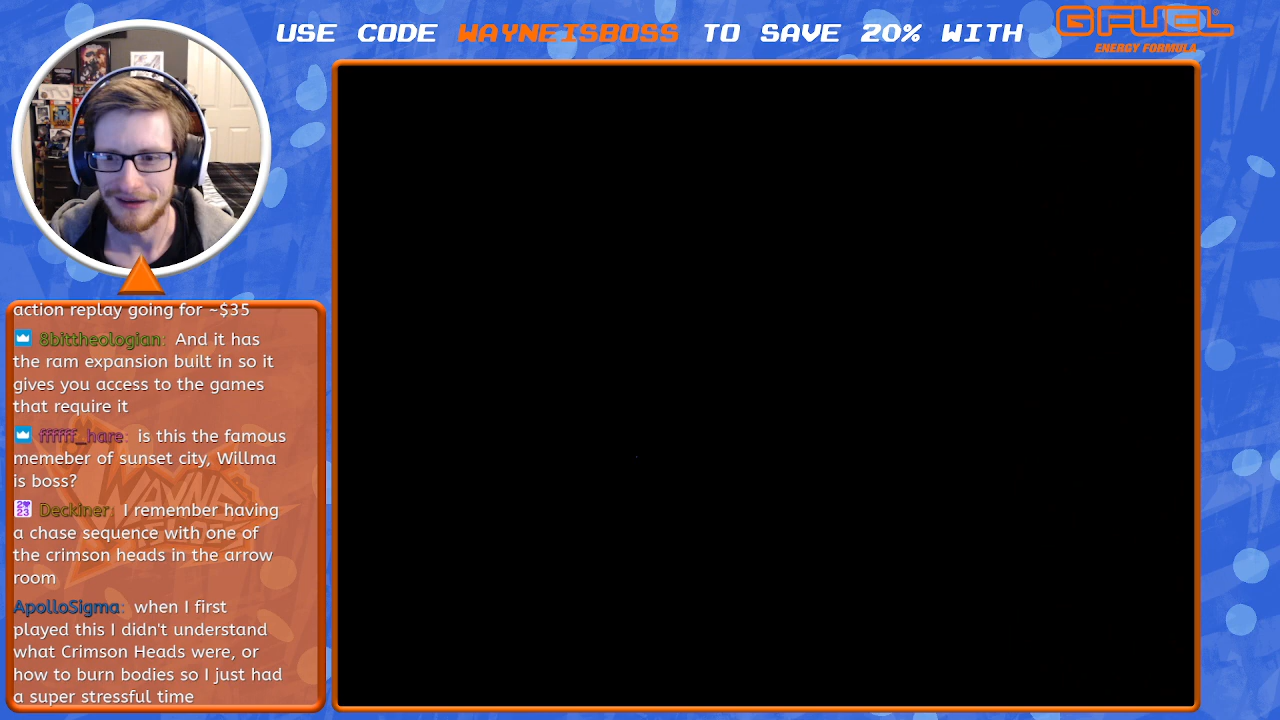 USE CODE WAYNEISBOSS TO SAVE 20% WITH
G FUEL®
ENERGY FORMULA
action replay going for ~$35
8bittheologian: And it has
the ram expansion built in so it
gives you access to the games
that require it
ffffff_hare: is this the famous
memeber of sunset city, Willma
is boss?
Deckiner: I remember having
a chase sequence with one of
the crimson heads in the arrow
room
ApolloSigma: when I first
played this I didn't understand
what Crimson Heads were, or
how to burn bodies so I just had
a super stressful time